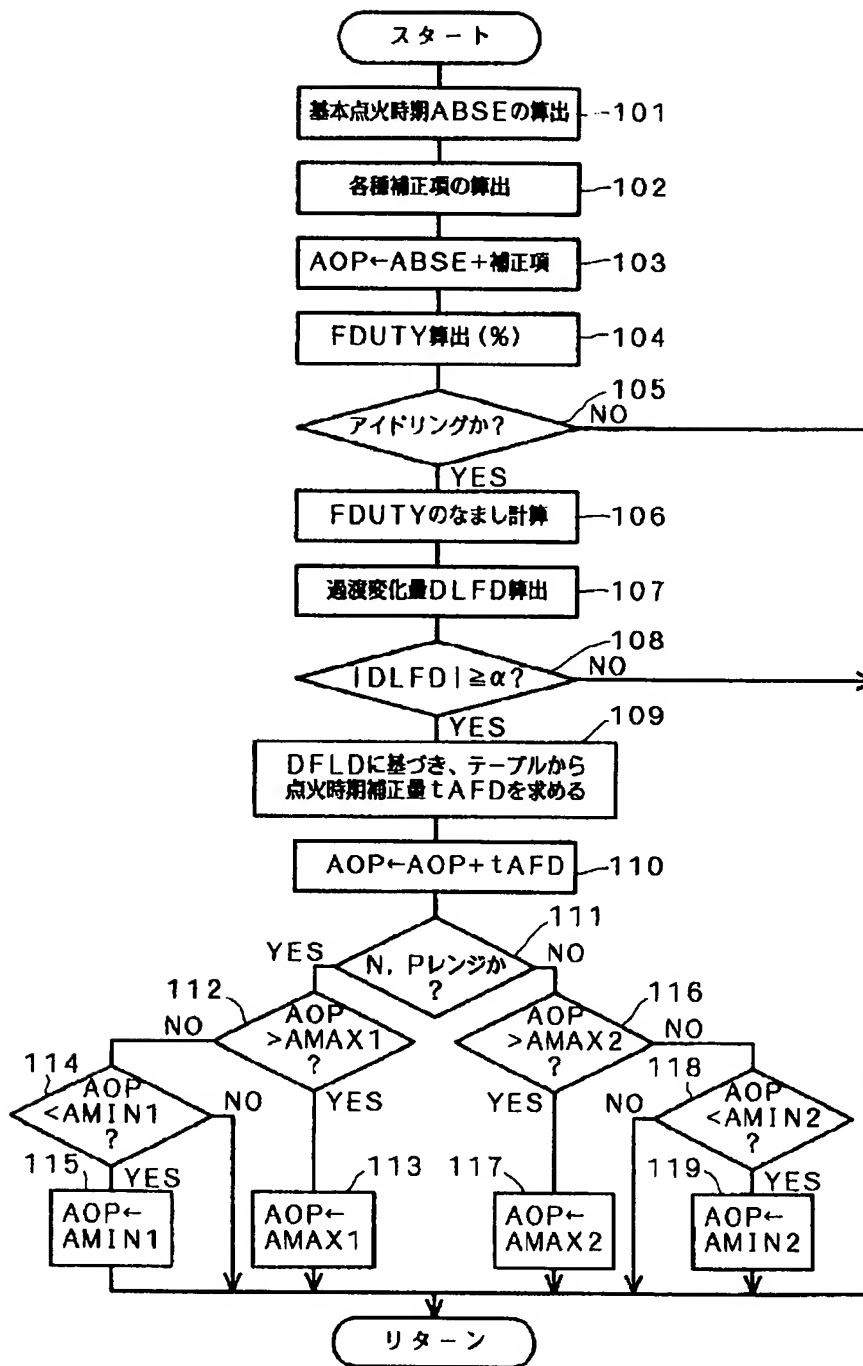 スタート
基本点火時期ABSEの算出
101
各種補正項の算出
102
AOP←ABSE+補正項
103
FDUTY算出(%)
104
105
アイドリングか?
NO
YES
FDUTYのなまし計算
106
過渡変化量DLFD算出
107
108
|DLFD|≧α?
NO
YES
109
DFLDに基づき、テーブルから
点火時期補正量tAFDを求める
AOP←AOP+tAFD
110
111
YES
N, Pレンジか
?
NO
112
AOP
>AMAX1
?
NO
YES
116
AOP
>AMAX2
?
NO
YES
114
AOP
<AMIN1
?
NO
YES
118
AOP
<AMIN2
?
NO
YES
115
AOP←
AMIN1
113
AOP←
AMAX1
117
AOP←
AMAX2
119
AOP←
AMIN2
リターン